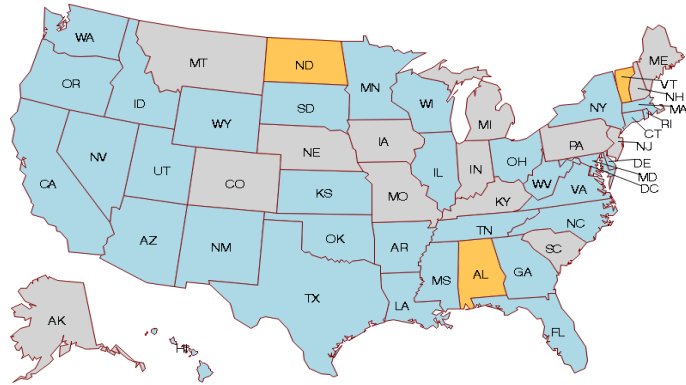 WA
MT
ND
MN
ME
VT
NH
MA
RI
CT
NJ
DE
MD
DC
OR
ID
SD
WI
NY
WY
MI
IA
NE
PA
NV
UT
CO
IL
IN
OH
CA
KS
MO
WV
VA
KY
AZ
NM
OK
AR
TN
NC
SC
MS
AL
GA
TX
LA
FL
AK
HI